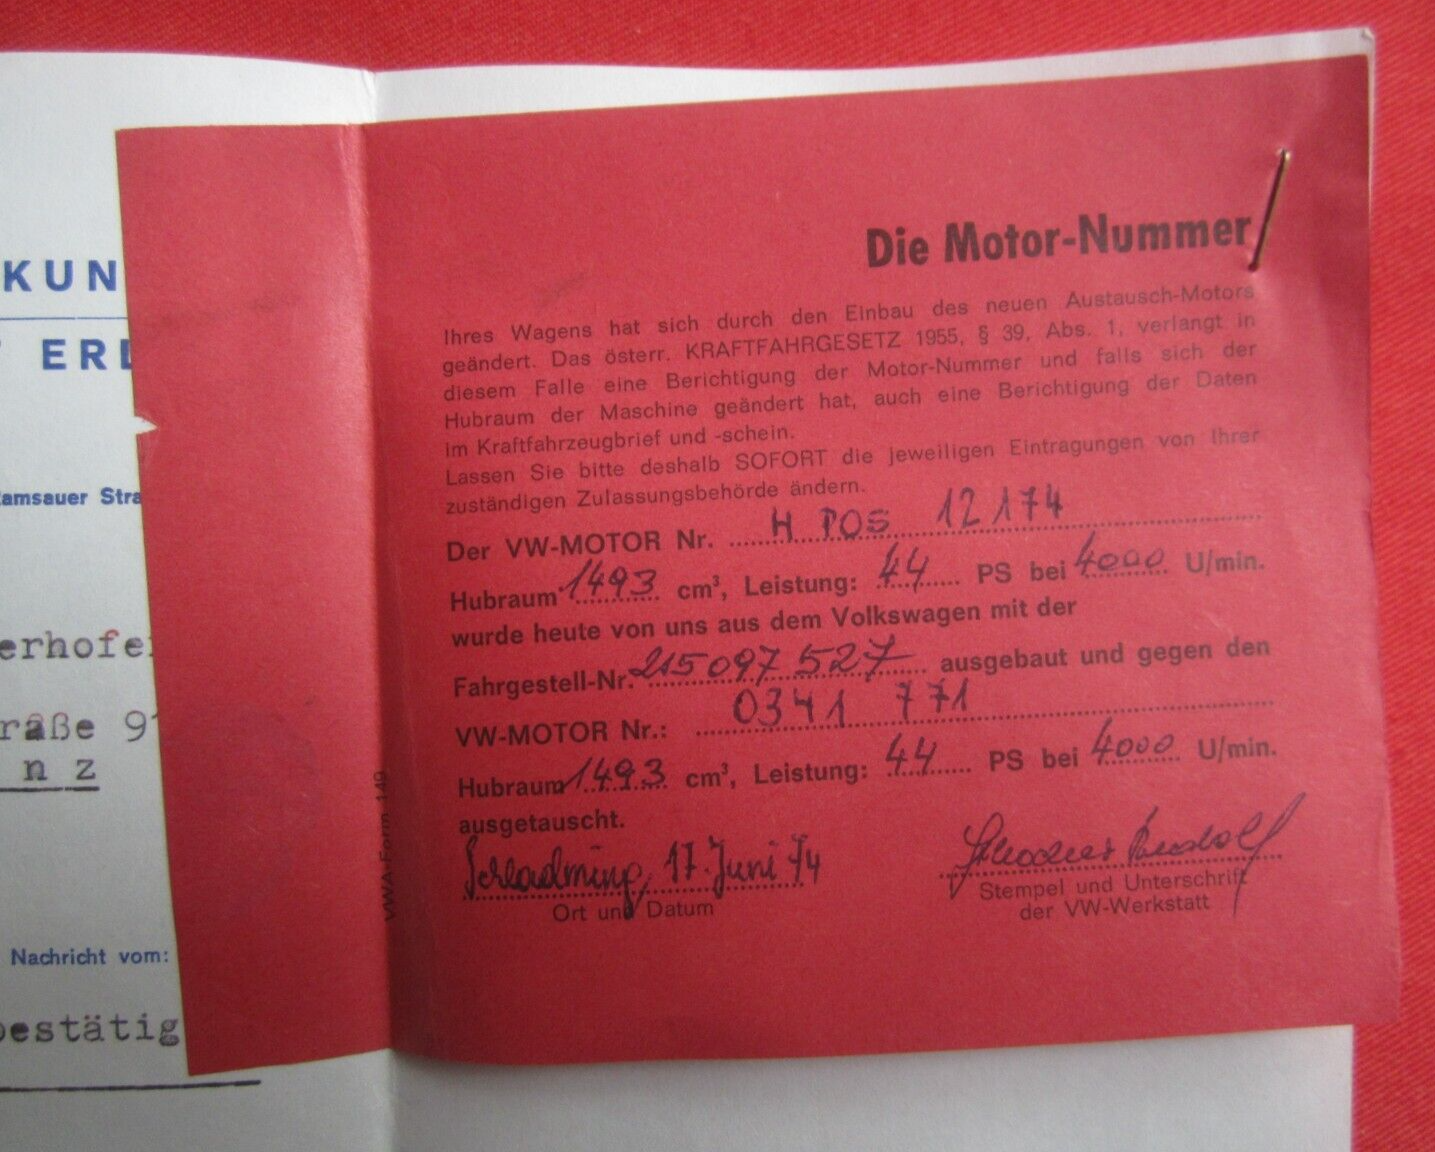 KUN
ERL
Ramsauer Stra
erhofe
raße 9
n z
Nachricht vom:
bestätig
Die Motor-Nummer
Ihres Wagens hat sich durch den Einbau des neuen Austausch-Motors
geändert. Das österr. KRAFTFAHRGESETZ 1955, § 39, Abs. 1, verlangt in
diesem Falle eine Berichtigung der Motor-Nummer und falls sich der
Hubraum der Maschine geändert hat, auch eine Berichtigung der Daten
im Kraftfahrzeugbrief und -schein.
Lassen Sie bitte deshalb SOFORT die jeweiligen Eintragungen von Ihrer
zuständigen Zulassungsbehörde ändern.
Der VW-MOTOR Nr. H POS 12174
Hubraum 1493 cm³, Leistung: 44 PS bei 4000 U/min.
wurde heute von uns aus dem Volkswagen mit der
Fahrgestell-Nr. 215097527 ausgebaut und gegen den
VW-MOTOR Nr.: 0341 771
Hubraum 1493 cm³, Leistung: 44 PS bei 4000 U/min.
ausgetauscht.
Schladming, 17. Juni 74
Ort und Datum
Rudolf
Stempel und Unterschrift
der VW-Werkstatt
VWA-Form 149